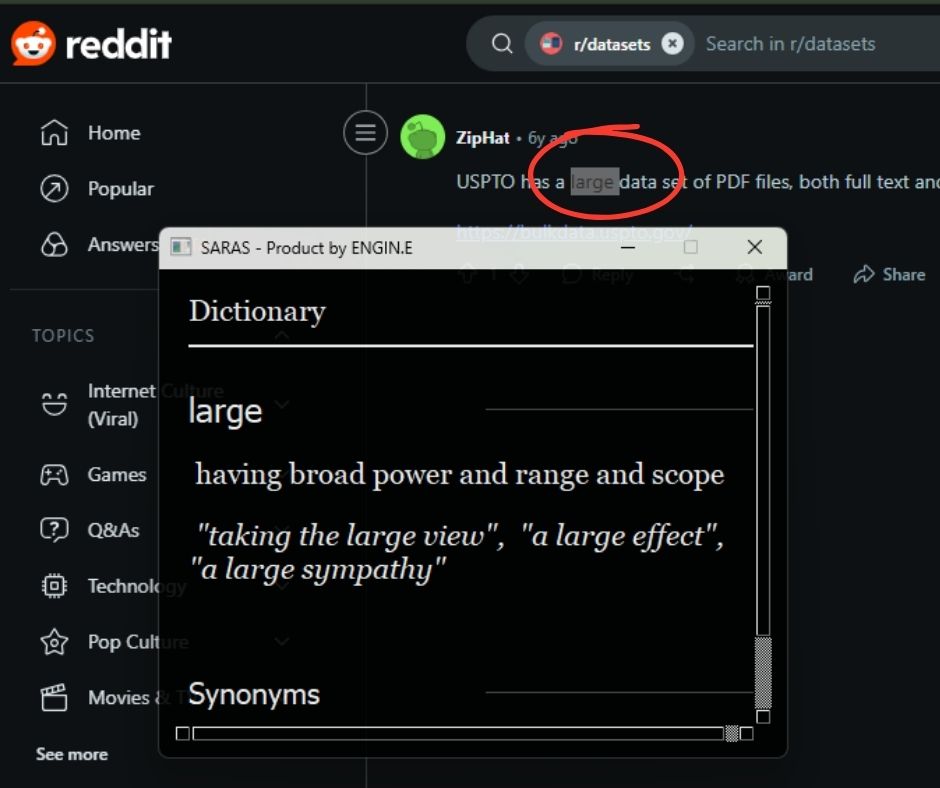 reddit
r/datasets
Search in r/datasets
Home
Popular
Answers
ZipHat • 6y ago
USPTO has a large data set of PDF files, both full text and
https://bulkdata.uspto.gov/
1
Reply
Award
Share
SARAS - Product by ENGIN.E
Dictionary
large
having broad power and range and scope
"taking the large view", "a large effect",
"a large sympathy"
Synonyms
TOPICS
Internet Culture
(Viral)
Games
Q&As
Technology
Pop Culture
Movies & T
See more